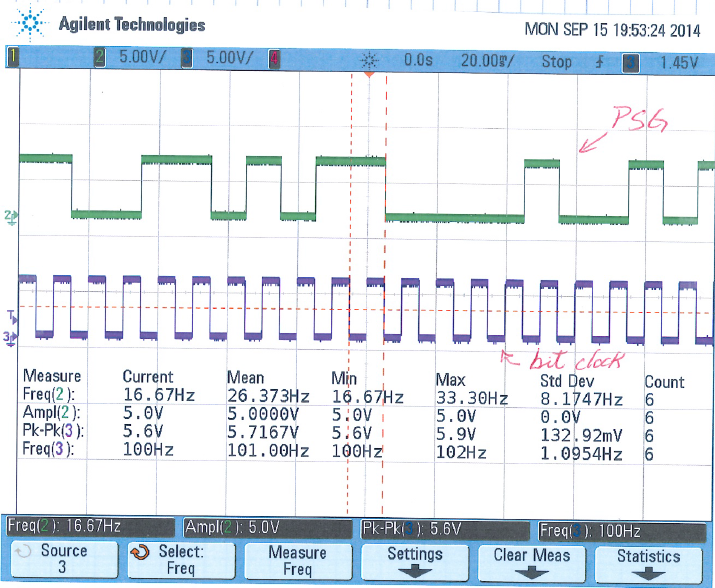 Agilent Technologies
MON SEP 15 19:53:24 2014
1 2 5.00V/ 3 5.00V/ 4 0.0s 20.00ms/ Stop 3 1.45V
PSG
2
T
3
bit clock
Measure Current Mean Min Max Std Dev Count
Freq(2): 16.67Hz 26.373Hz 16.67Hz 33.30Hz 8.1747Hz 6
Ampl(2): 5.0V 5.0000V 5.0V 5.0V 0.0V 6
Pk-Pk(3): 5.6V 5.7167V 5.6V 5.9V 132.92mV 6
Freq(3): 100Hz 101.00Hz 100Hz 102Hz 1.0954Hz 6
Freq(2): 16.67Hz Ampl(2): 5.0V Pk-Pk(3): 5.6V Freq(3): 100Hz
Source Select: Measure Settings Clear Meas Statistics
3 Freq Freq